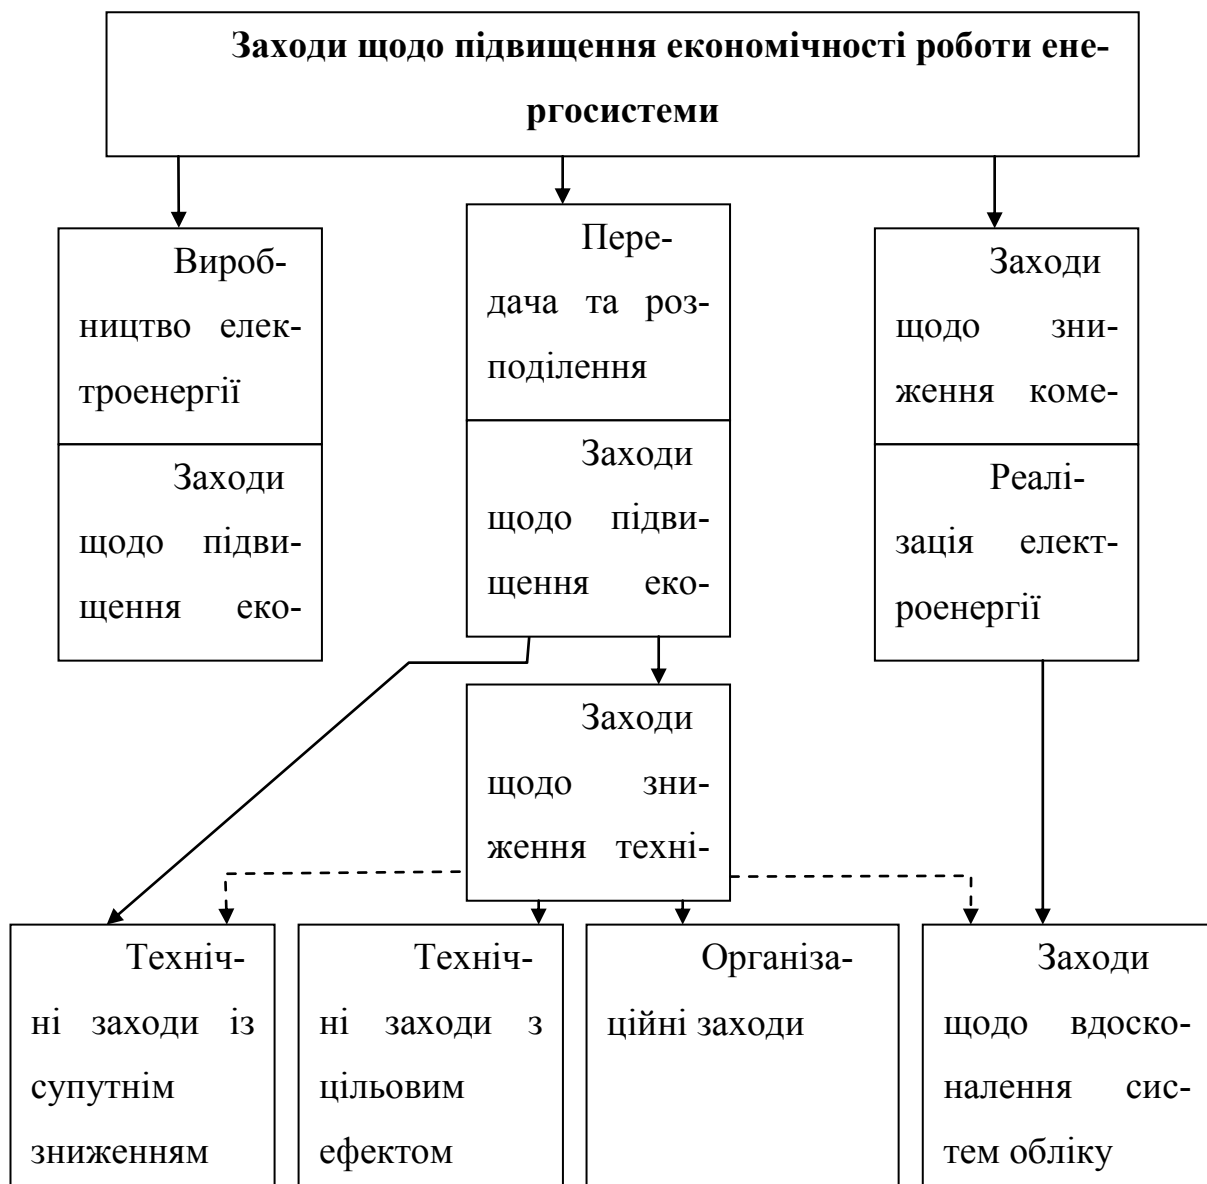 Заходи щодо підвищення економічності роботи ене-
ргосистеми
Вироб-
ництво елек-
троенергії
Заходи
щодо підви-
щення еко-
Пере-
дача та роз-
поділення
Заходи
щодо підви-
щення еко-
Заходи
щодо зни-
ження коме-
Реалі-
зація елект-
роенергії
Заходи
щодо зни-
ження техні-
Техніч-
ні заходи із
супутнім
зниженням
Техніч-
ні заходи з
цільовим
ефектом
Організа-
ційні заходи
Заходи
щодо вдоско-
налення сис-
тем обліку